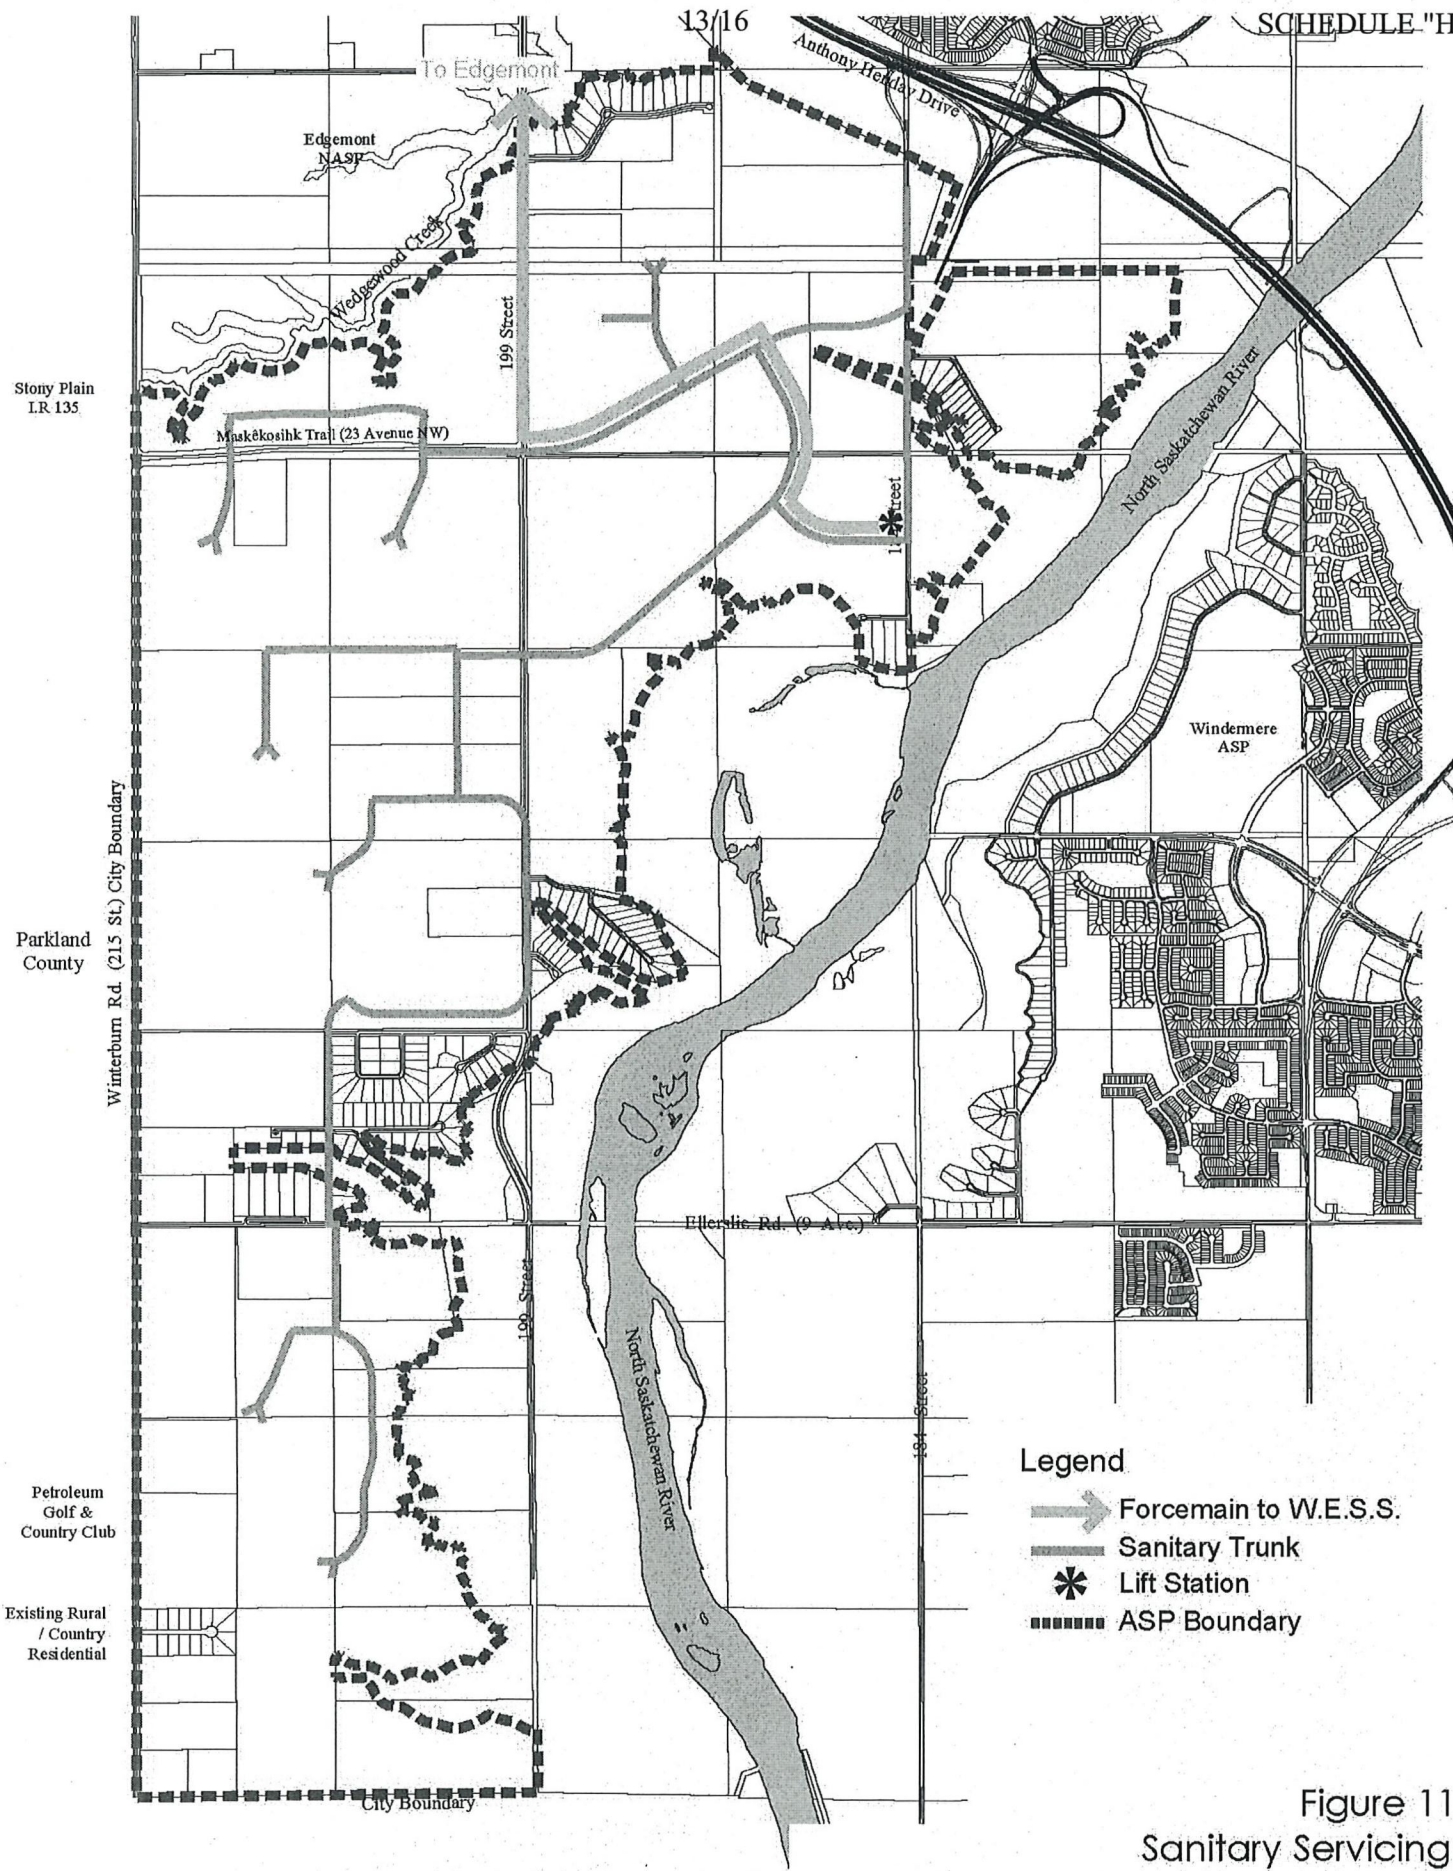 13/16
SCHEDULE "H
To Edgemont
Anthony Henday Drive
Edgemont
NASP
Wedgewood Creek
199 Street
Stony Plain
I.R 135
Maskêkosihk Trail (23 Avenue NW)
North Saskatchewan River
Street
Windermere
ASP
Winterburn Rd. (215 St.) City Boundary
Parkland
County
Ellerslie Rd. (9 Ave.)
199 Street
North Saskatchewan River
184 Street
Legend
Forcemain to W.E.S.S.
Sanitary Trunk
Lift Station
ASP Boundary
Petroleum
Golf &
Country Club
Existing Rural
/ Country
Residential
City Boundary
Figure 11
Sanitary Servicing